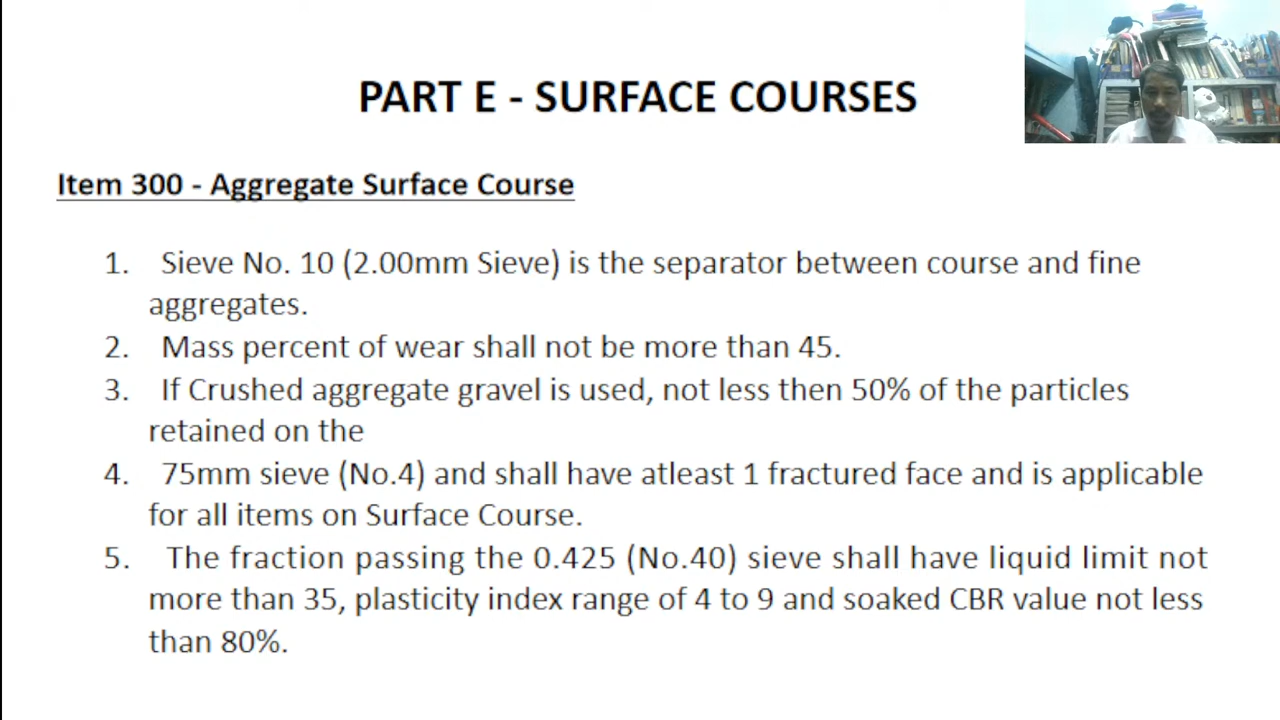 PART E - SURFACE COURSES
Item 300 - Aggregate Surface Course
1. Sieve No. 10 (2.00mm Sieve) is the separator between course and fine
aggregates.
2. Mass percent of wear shall not be more than 45.
3. If Crushed aggregate gravel is used, not less then 50% of the particles
retained on the
4. 75mm sieve (No.4) and shall have atleast 1 fractured face and is applicable
for all items on Surface Course.
5. The fraction passing the 0.425 (No.40) sieve shall have liquid limit not
more than 35, plasticity index range of 4 to 9 and soaked CBR value not less
than 80%.